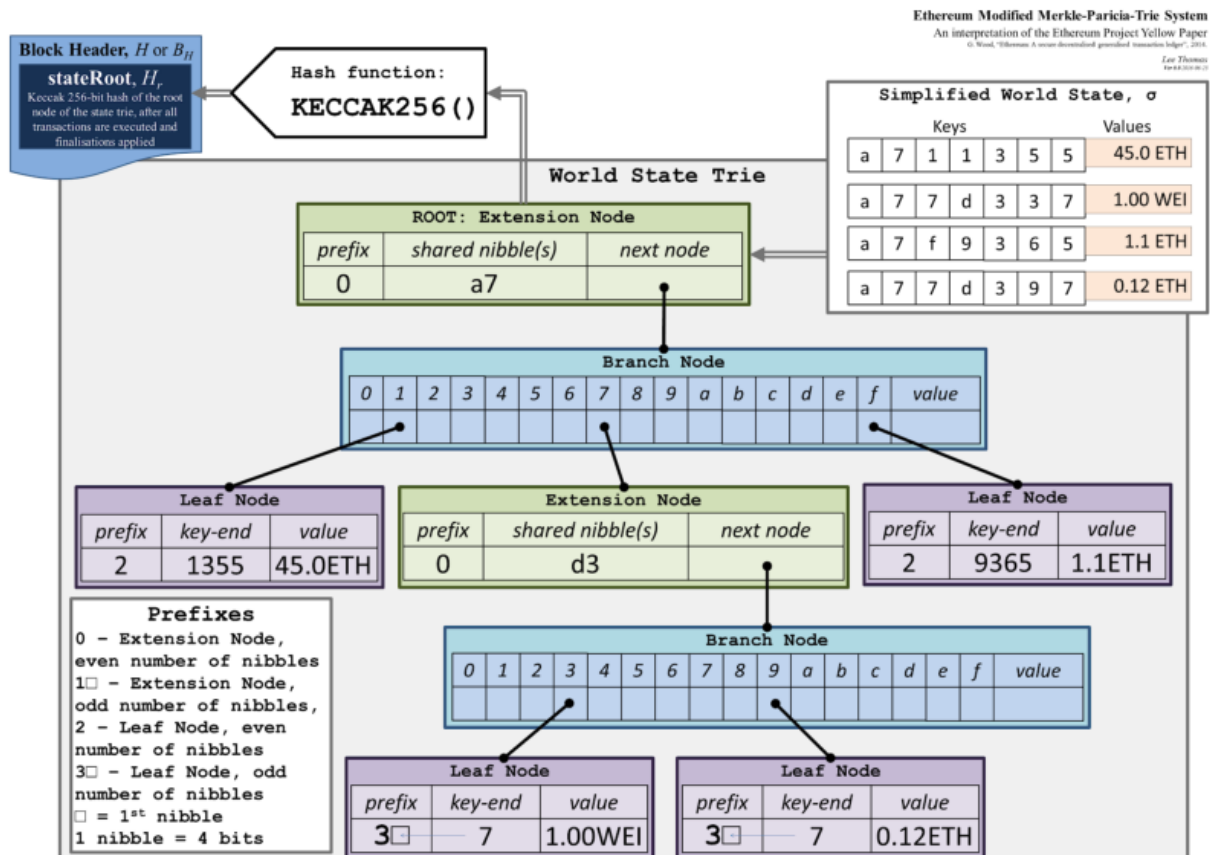 Ethereum Modified Merkle-Paricia-Trie System
An interpretation of the Ethereum Project Yellow Paper
G. Wood, "Ethereum: A secure decentralised generalised transaction ledger", 2014.
Lee Thomas
Block Header, H or B_H
stateRoot, H_r
Keccak 256-bit hash of the root
node of the state trie, after all
transactions are executed and
finalisations applied
Hash function:
KECCAK256()
Simplified World State, σ
Keys Values
a 7 1 1 3 5 5 45.0 ETH
a 7 7 d 3 3 7 1.00 WEI
a 7 f 9 3 6 5 1.1 ETH
a 7 7 d 3 9 7 0.12 ETH
World State Trie
ROOT: Extension Node
prefix shared nibble(s) next node
0 a7
Branch Node
0 1 2 3 4 5 6 7 8 9 a b c d e f value
Leaf Node
prefix key-end value
2 1355 45.0ETH
Extension Node
prefix shared nibble(s) next node
0 d3
Leaf Node
prefix key-end value
2 9365 1.1ETH
Branch Node
0 1 2 3 4 5 6 7 8 9 a b c d e f value
Leaf Node
prefix key-end value
3□ 7 1.00WEI
Leaf Node
prefix key-end value
3□ 7 0.12ETH
Prefixes
0 – Extension Node,
even number of nibbles
1□ – Extension Node,
odd number of nibbles,
2 – Leaf Node, even
number of nibbles
3□ – Leaf Node, odd
number of nibbles
□ = 1st nibble
1 nibble = 4 bits